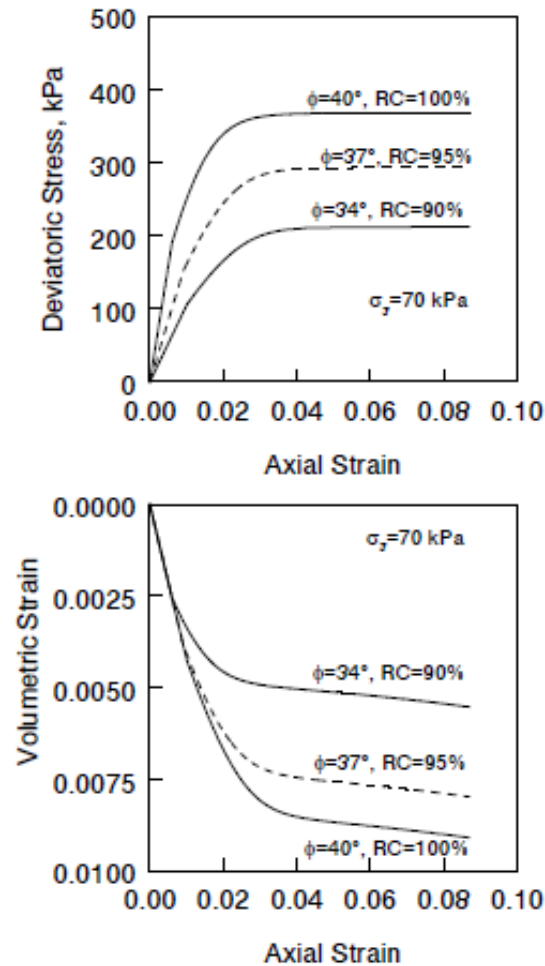 500
400
300
200
100
0
Deviatoric Stress, kPa
ϕ=40°, RC=100%
ϕ=37°, RC=95%
ϕ=34°, RC=90%
σ₃=70 kPa
0.00 0.02 0.04 0.06 0.08 0.10
Axial Strain
0.0000
0.0025
0.0050
0.0075
0.0100
Volumetric Strain
σ₃=70 kPa
ϕ=34°, RC=90%
ϕ=37°, RC=95%
ϕ=40°, RC=100%
0.00 0.02 0.04 0.06 0.08 0.10
Axial Strain